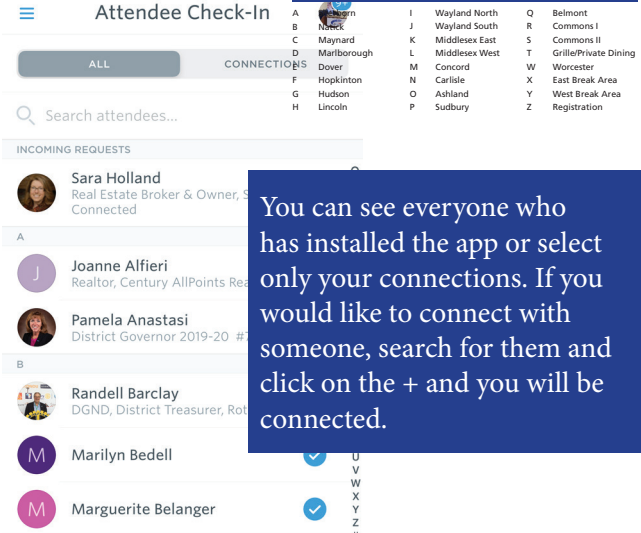 Attendee Check-In
ALL
CONNECTIONS
Search attendees...
INCOMING REQUESTS
Sara Holland
Real Estate Broker & Owner, S
Connected
A
Joanne Alfieri
Realtor, Century AllPoints Rea
Pamela Anastasi
District Governor 2019-20 #7
B
Randell Barclay
DGND, District Treasurer, Rot
M Marilyn Bedell
M Marguerite Belanger
J
U
V
W
X
Y
Z
A
B Natick
C Maynard
D Marlborough
E Dover
F Hopkinton
G Hudson
H Lincoln
I Wayland North
J Wayland South
K Middlesex East
L Middlesex West
M Concord
N Carlisle
O Ashland
P Sudbury
Q Belmont
R Commons I
S Commons II
T Grille/Private Dining
W Worcester
X East Break Area
Y West Break Area
Z Registration
You can see everyone who
has installed the app or select
only your connections. If you
would like to connect with
someone, search for them and
click on the + and you will be
connected.